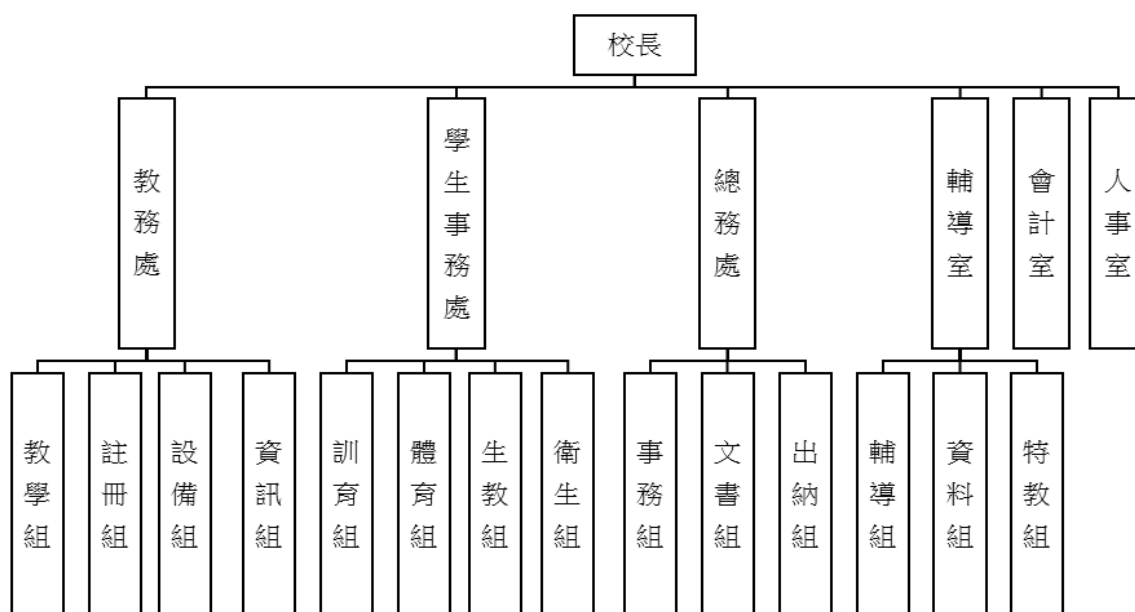 校長
教務處
學生事務處
總務處
輔導室
會計室
人事室
教學組
註冊組
設備組
資訊組
訓育組
體育組
生教組
衛生組
事務組
文書組
出納組
輔導組
資料組
特教組